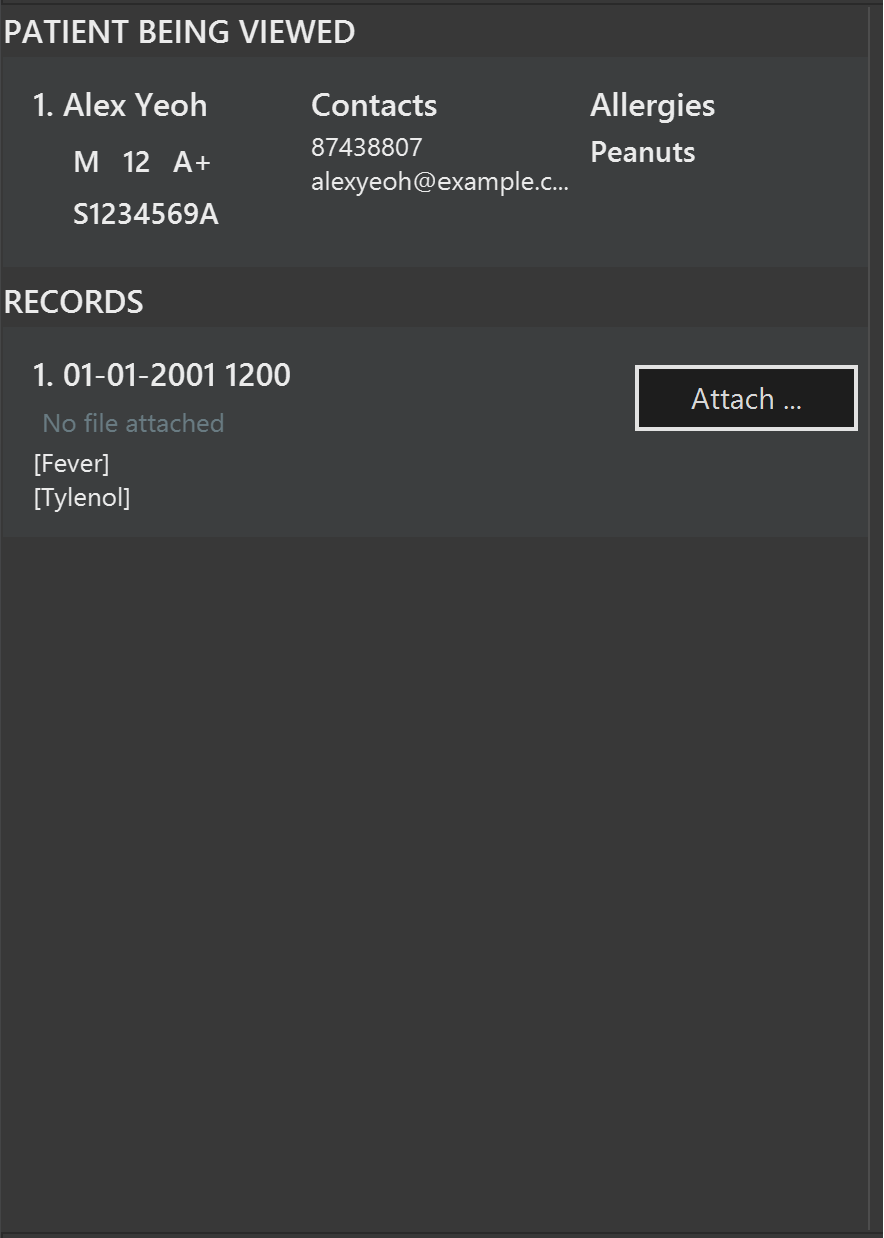 PATIENT BEING VIEWED
1. Alex Yeoh
M 12 A+
S1234569A
Contacts
87438807
alexyeoh@example.c...
Allergies
Peanuts
RECORDS
1. 01-01-2001 1200
No file attached
[Fever]
[Tylenol]
Attach ...